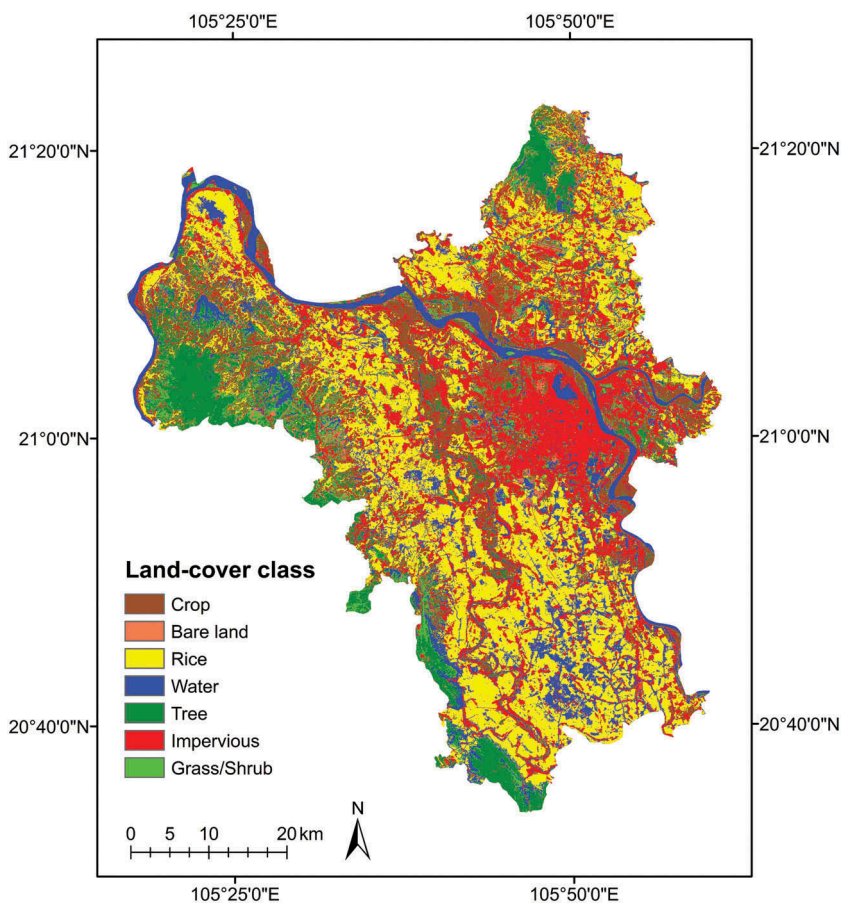 105°25'0"E 105°50'0"E
21°20'0"N 21°20'0"N
21°0'0"N 21°0'0"N
Land-cover class
Crop
Bare land
Rice
Water
20°40'0"N 20°40'0"N
Tree
Impervious
Grass/Shrub
N
0 5 10 20 km
105°25'0"E 105°50'0"E